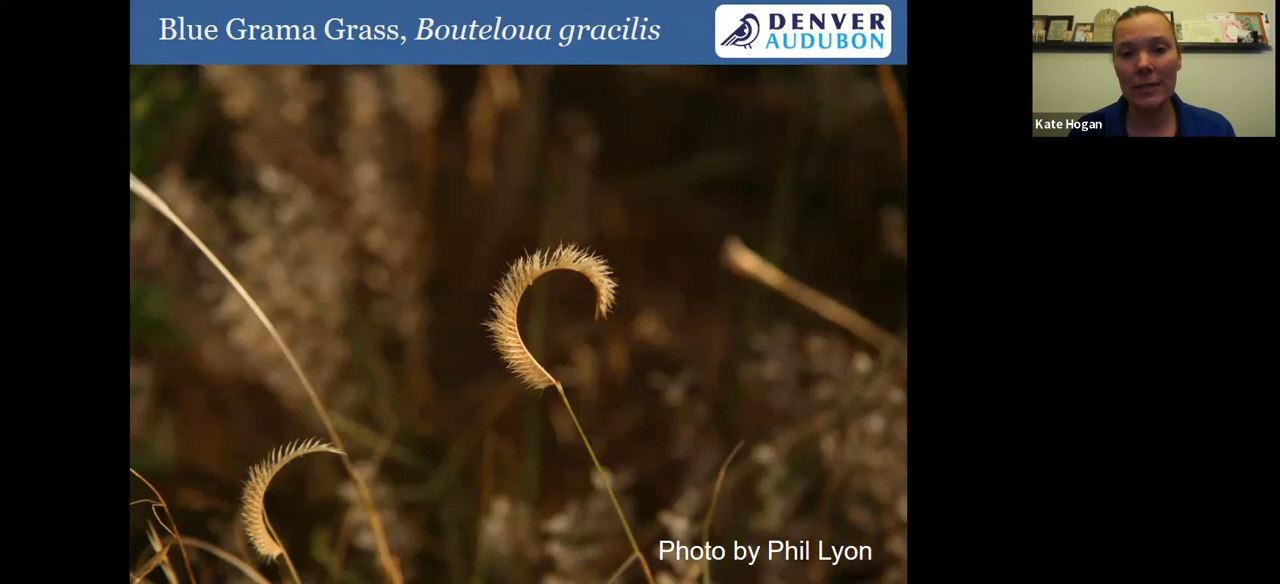 Blue Grama Grass, Bouteloua gracilis
DENVER
AUDUBON
Kate Hogan
Photo by Phil Lyon